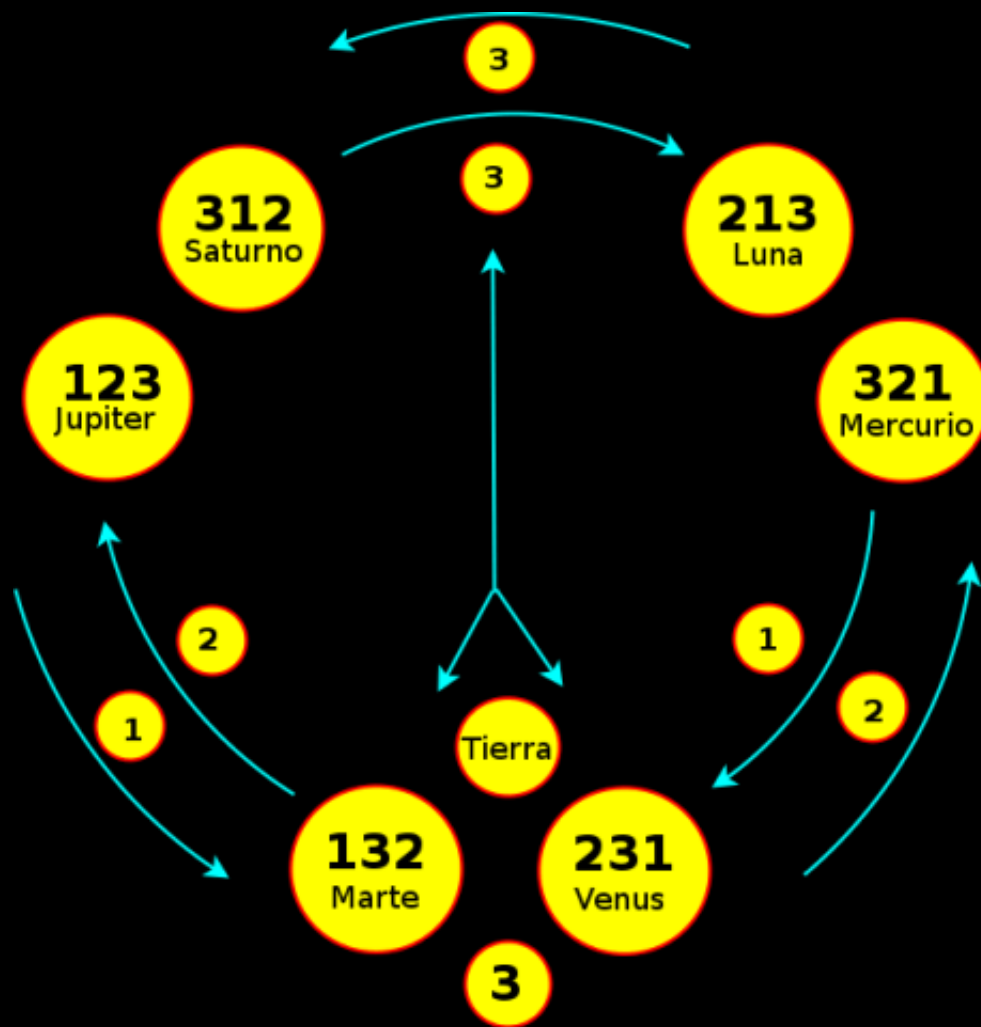 3
3
312
Saturno
213
Luna
123
Jupiter
321
Mercurio
2
1
1
2
Tierra
132
Marte
231
Venus
3